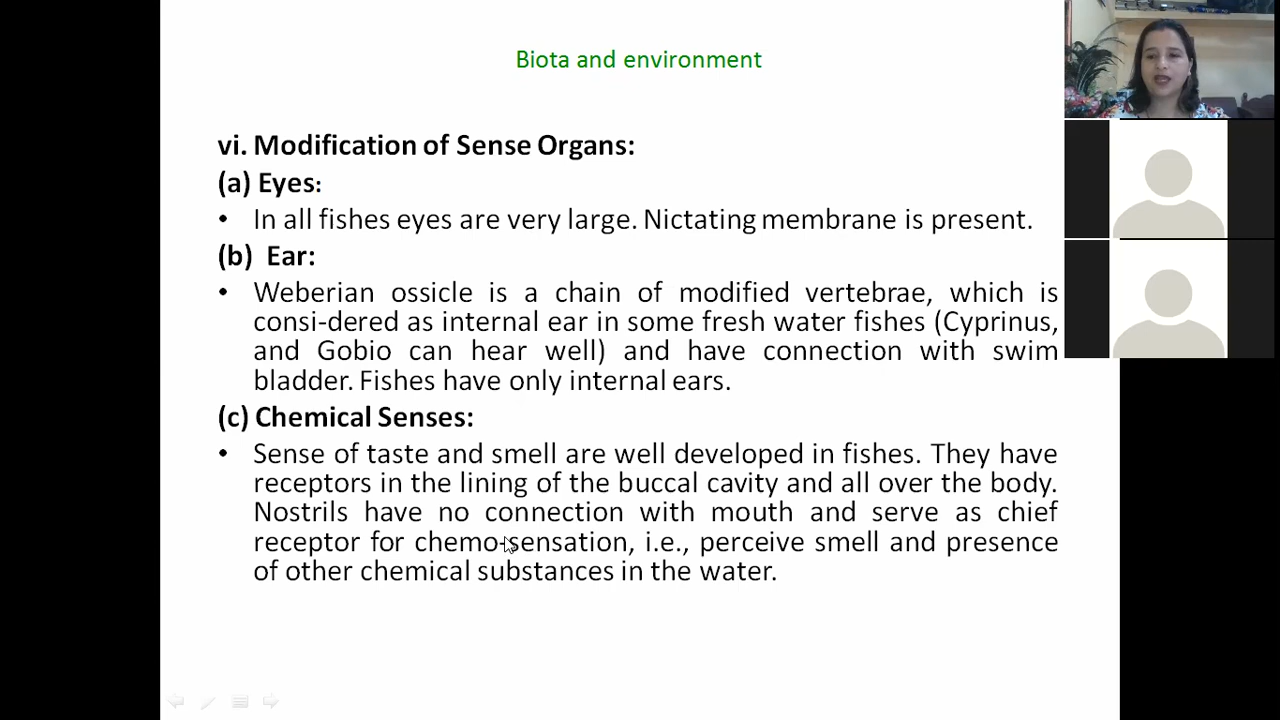 Biota and environment
vi. Modification of Sense Organs:
(a) Eyes:
• In all fishes eyes are very large. Nictating membrane is present.
(b) Ear:
• Weberian ossicle is a chain of modified vertebrae, which is
consi-dered as internal ear in some fresh water fishes (Cyprinus,
and Gobio can hear well) and have connection with swim
bladder. Fishes have only internal ears.
(c) Chemical Senses:
• Sense of taste and smell are well developed in fishes. They have
receptors in the lining of the buccal cavity and all over the body.
Nostrils have no connection with mouth and serve as chief
receptor for chemo-sensation, i.e., perceive smell and presence
of other chemical substances in the water.